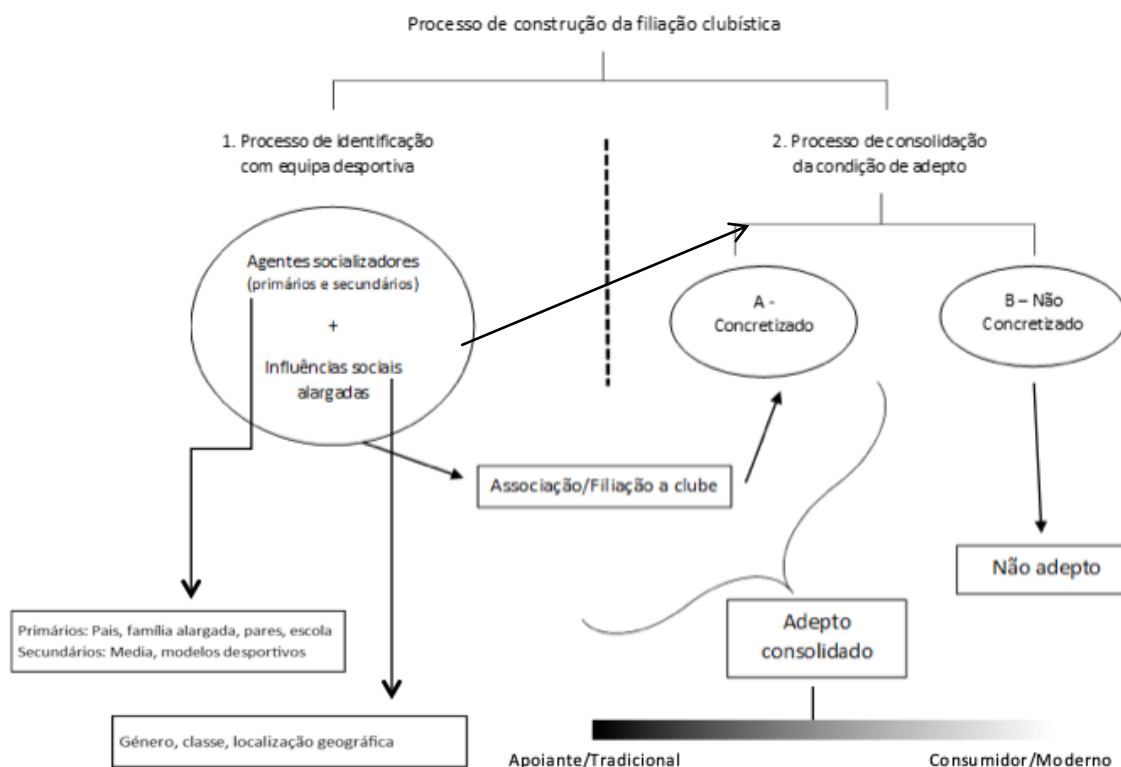 Processo de construção da filiação clubística
1. Processo de identificação
com equipa desportiva
2. Processo de consolidação
da condição de adepto
Agentes socializadores
(primários e secundários)
+
Influências sociais
alargadas
A -
Concretizado
B – Não
Concretizado
Associação/Filiação a clube
Não adepto
Primários: Pais, família alargada, pares, escola
Secundários: Media, modelos desportivos
Adepto
consolidado
Género, classe, localização geográfica
Apoiante/Tradicional
Consumidor/Moderno